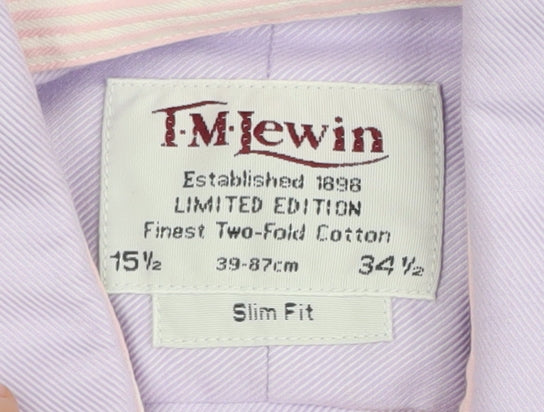 T·M·Lewin
Established 1898
LIMITED EDITION
Finest Two-Fold Cotton
15½ 39-87cm 34½
Slim Fit